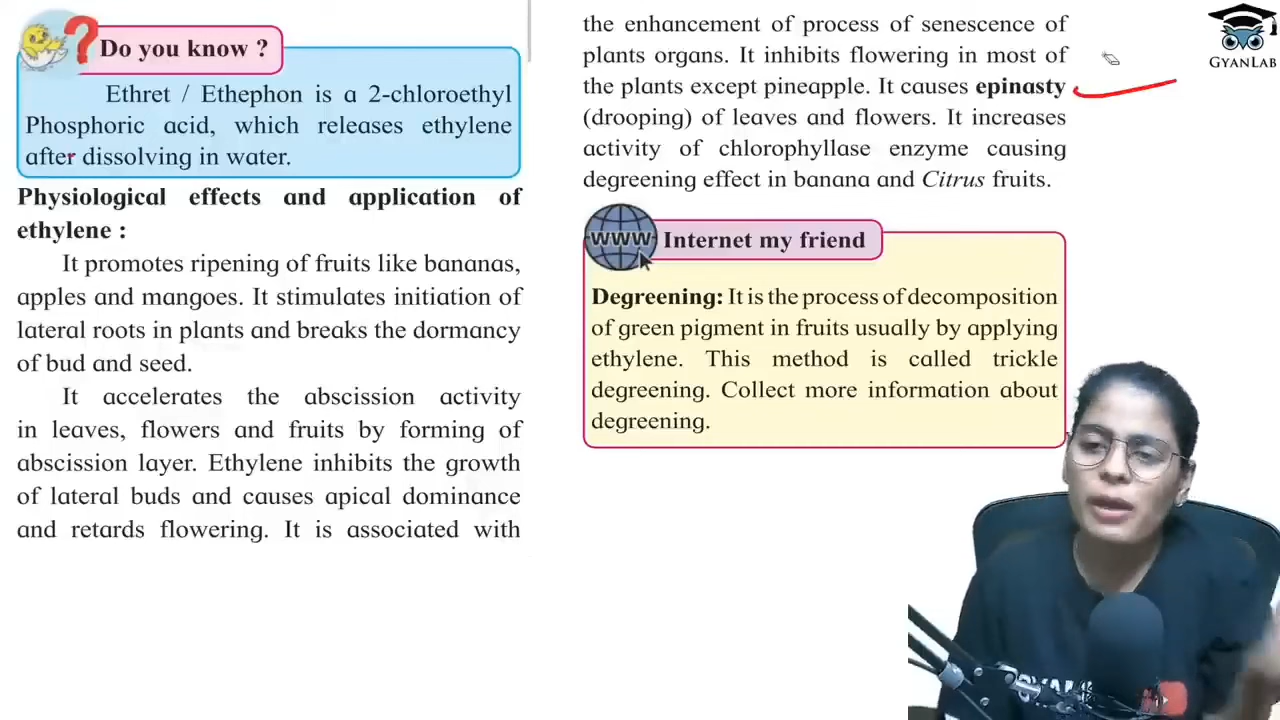 Do you know ?
Ethret / Ethephon is a 2-chloroethyl
Phosphoric acid, which releases ethylene
after dissolving in water.
Physiological effects and application of
ethylene :
It promotes ripening of fruits like bananas,
apples and mangoes. It stimulates initiation of
lateral roots in plants and breaks the dormancy
of bud and seed.
It accelerates the abscission activity
in leaves, flowers and fruits by forming of
abscission layer. Ethylene inhibits the growth
of lateral buds and causes apical dominance
and retards flowering. It is associated with
the enhancement of process of senescence of
plants organs. It inhibits flowering in most of
the plants except pineapple. It causes epinasty
(drooping) of leaves and flowers. It increases
activity of chlorophyllase enzyme causing
degreening effect in banana and Citrus fruits.
www Internet my friend
Degreening: It is the process of decomposition
of green pigment in fruits usually by applying
ethylene. This method is called trickle
degreening. Collect more information about
degreening.
GYANLAB